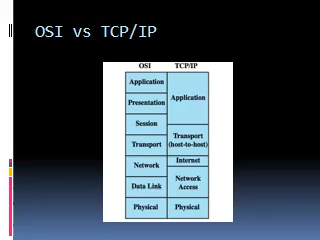 OSI vs TCP/IP
OSI TCP/IP
Application
Presentation
Session
Transport
Network
Data Link
Physical
Application
Transport
(host-to-host)
Internet
Network
Access
Physical